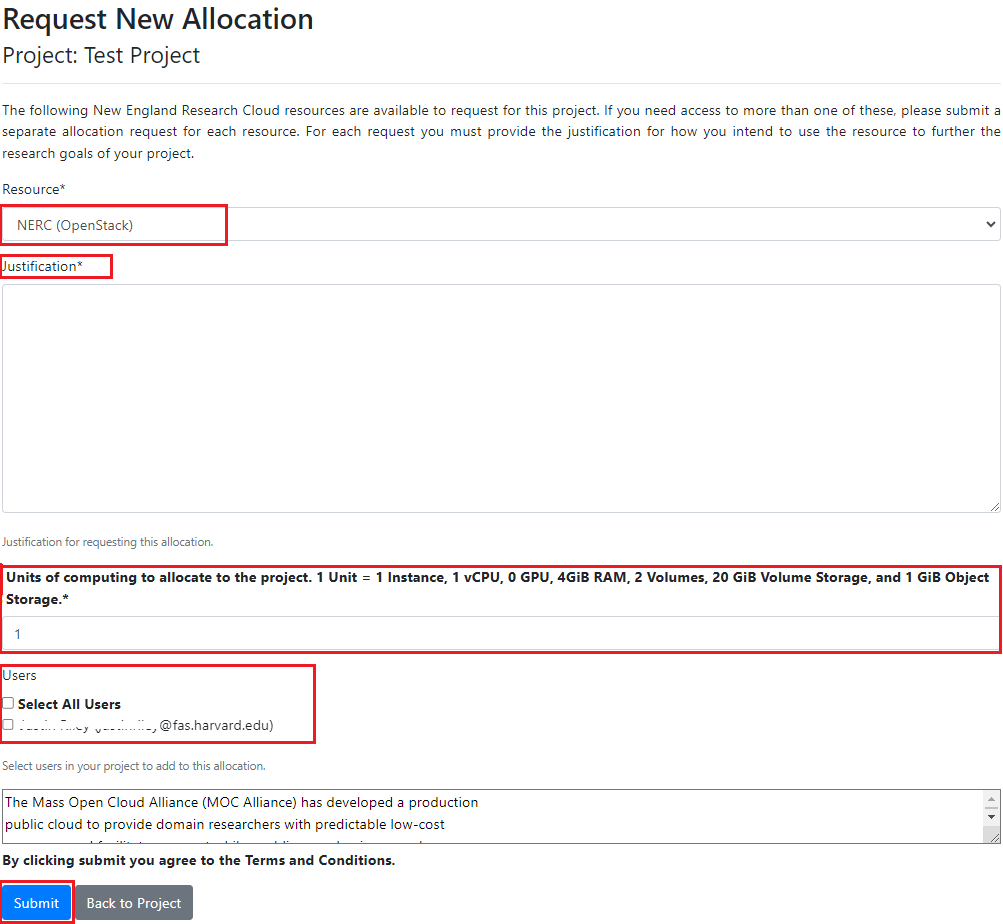 Request New Allocation
Project: Test Project
The following New England Research Cloud resources are available to request for this project. If you need access to more than one of these, please submit a
separate allocation request for each resource. For each request you must provide the justification for how you intend to use the resource to further the
research goals of your project.
Resource*
NERC (OpenStack)
Justification*
Justification for requesting this allocation.
Units of computing to allocate to the project. 1 Unit = 1 Instance, 1 vCPU, 0 GPU, 4GiB RAM, 2 Volumes, 20 GiB Volume Storage, and 1 GiB Object
Storage.*
1
Users
Select All Users
@fas.harvard.edu)
Select users in your project to add to this allocation.
The Mass Open Cloud Alliance (MOC Alliance) has developed a production
public cloud to provide domain researchers with predictable low-cost
By clicking submit you agree to the Terms and Conditions.
Submit Back to Project